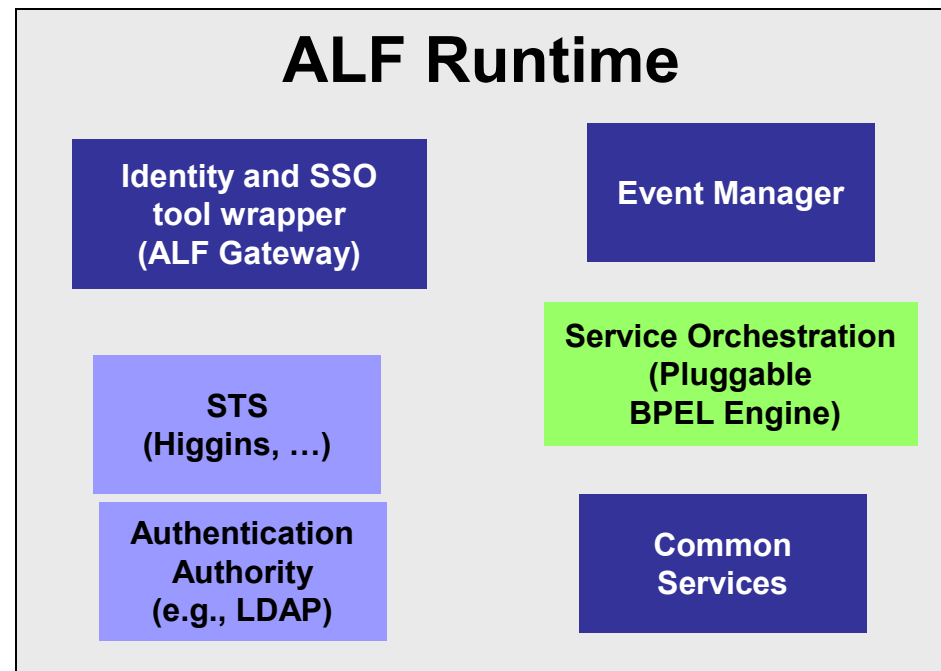 ALF Runtime
Identity and SSO
tool wrapper
(ALF Gateway)
Event Manager
Service Orchestration
(Pluggable
BPEL Engine)
STS
(Higgins, …)
Authentication
Authority
(e.g., LDAP)
Common
Services